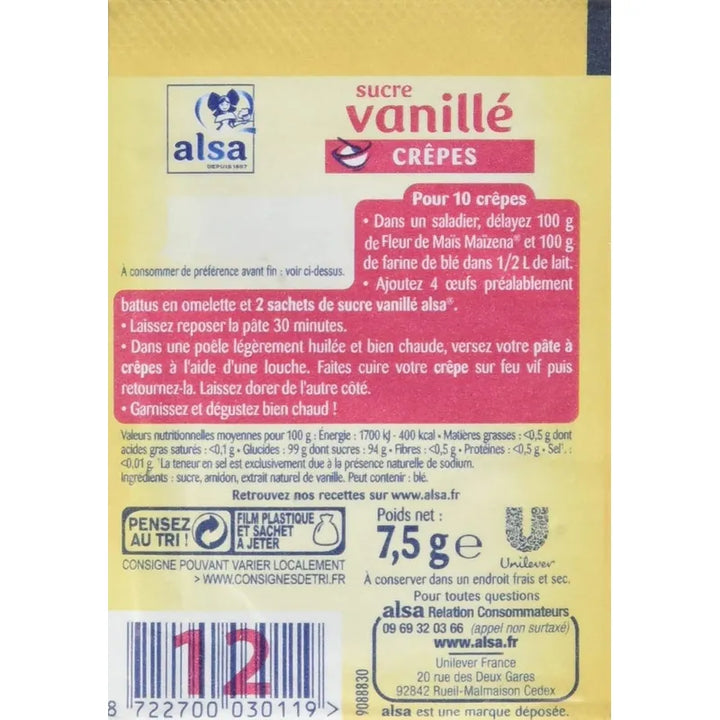 alsa
DEPUIS 1897
sucre
vanillé
CRÊPES
Pour 10 crêpes
• Dans un saladier, délayez 100 g
de Fleur de Maïs Maïzena® et 100 g
de farine de blé dans 1/2 L de lait.
• Ajoutez 4 œufs préalablement
À consommer de préférence avant fin : voir ci-dessus.
battus en omelette et 2 sachets de sucre vanillé alsa®.
• Laissez reposer la pâte 30 minutes.
• Dans une poêle légèrement huilée et bien chaude, versez votre pâte à
crêpes à l'aide d'une louche. Faites cuire votre crêpe sur feu vif puis
retournez-la. Laissez dorer de l'autre côté.
• Garnissez et dégustez bien chaud !
Valeurs nutritionnelles moyennes pour 100 g : Énergie : 1700 kJ - 400 kcal • Matières grasses : <0,5 g dont
acides gras saturés : <0,1 g • Glucides : 99 g dont sucres : 94 g • Fibres : <0,5 g • Protéines : <0,5 g • Sel¹ :
<0,01 g. ¹La teneur en sel est exclusivement due à la présence naturelle de sodium.
Ingrédients : sucre, amidon, extrait naturel de vanille. Peut contenir : blé.
Retrouvez nos recettes sur www.alsa.fr
PENSEZ
AU TRI !
FILM PLASTIQUE
ET SACHET
À JETER
CONSIGNE POUVANT VARIER LOCALEMENT
> WWW.CONSIGNESDETRI.FR
Poids net :
7,5 g e
Unilever
À conserver dans un endroit frais et sec.
Pour toutes questions
alsa Relation Consommateurs
09 69 32 03 66 (appel non surtaxé)
www.alsa.fr
Unilever France
20 rue des Deux Gares
92842 Rueil-Malmaison Cedex
alsa est une marque déposée.
12
8 722700 030119 >
9088830